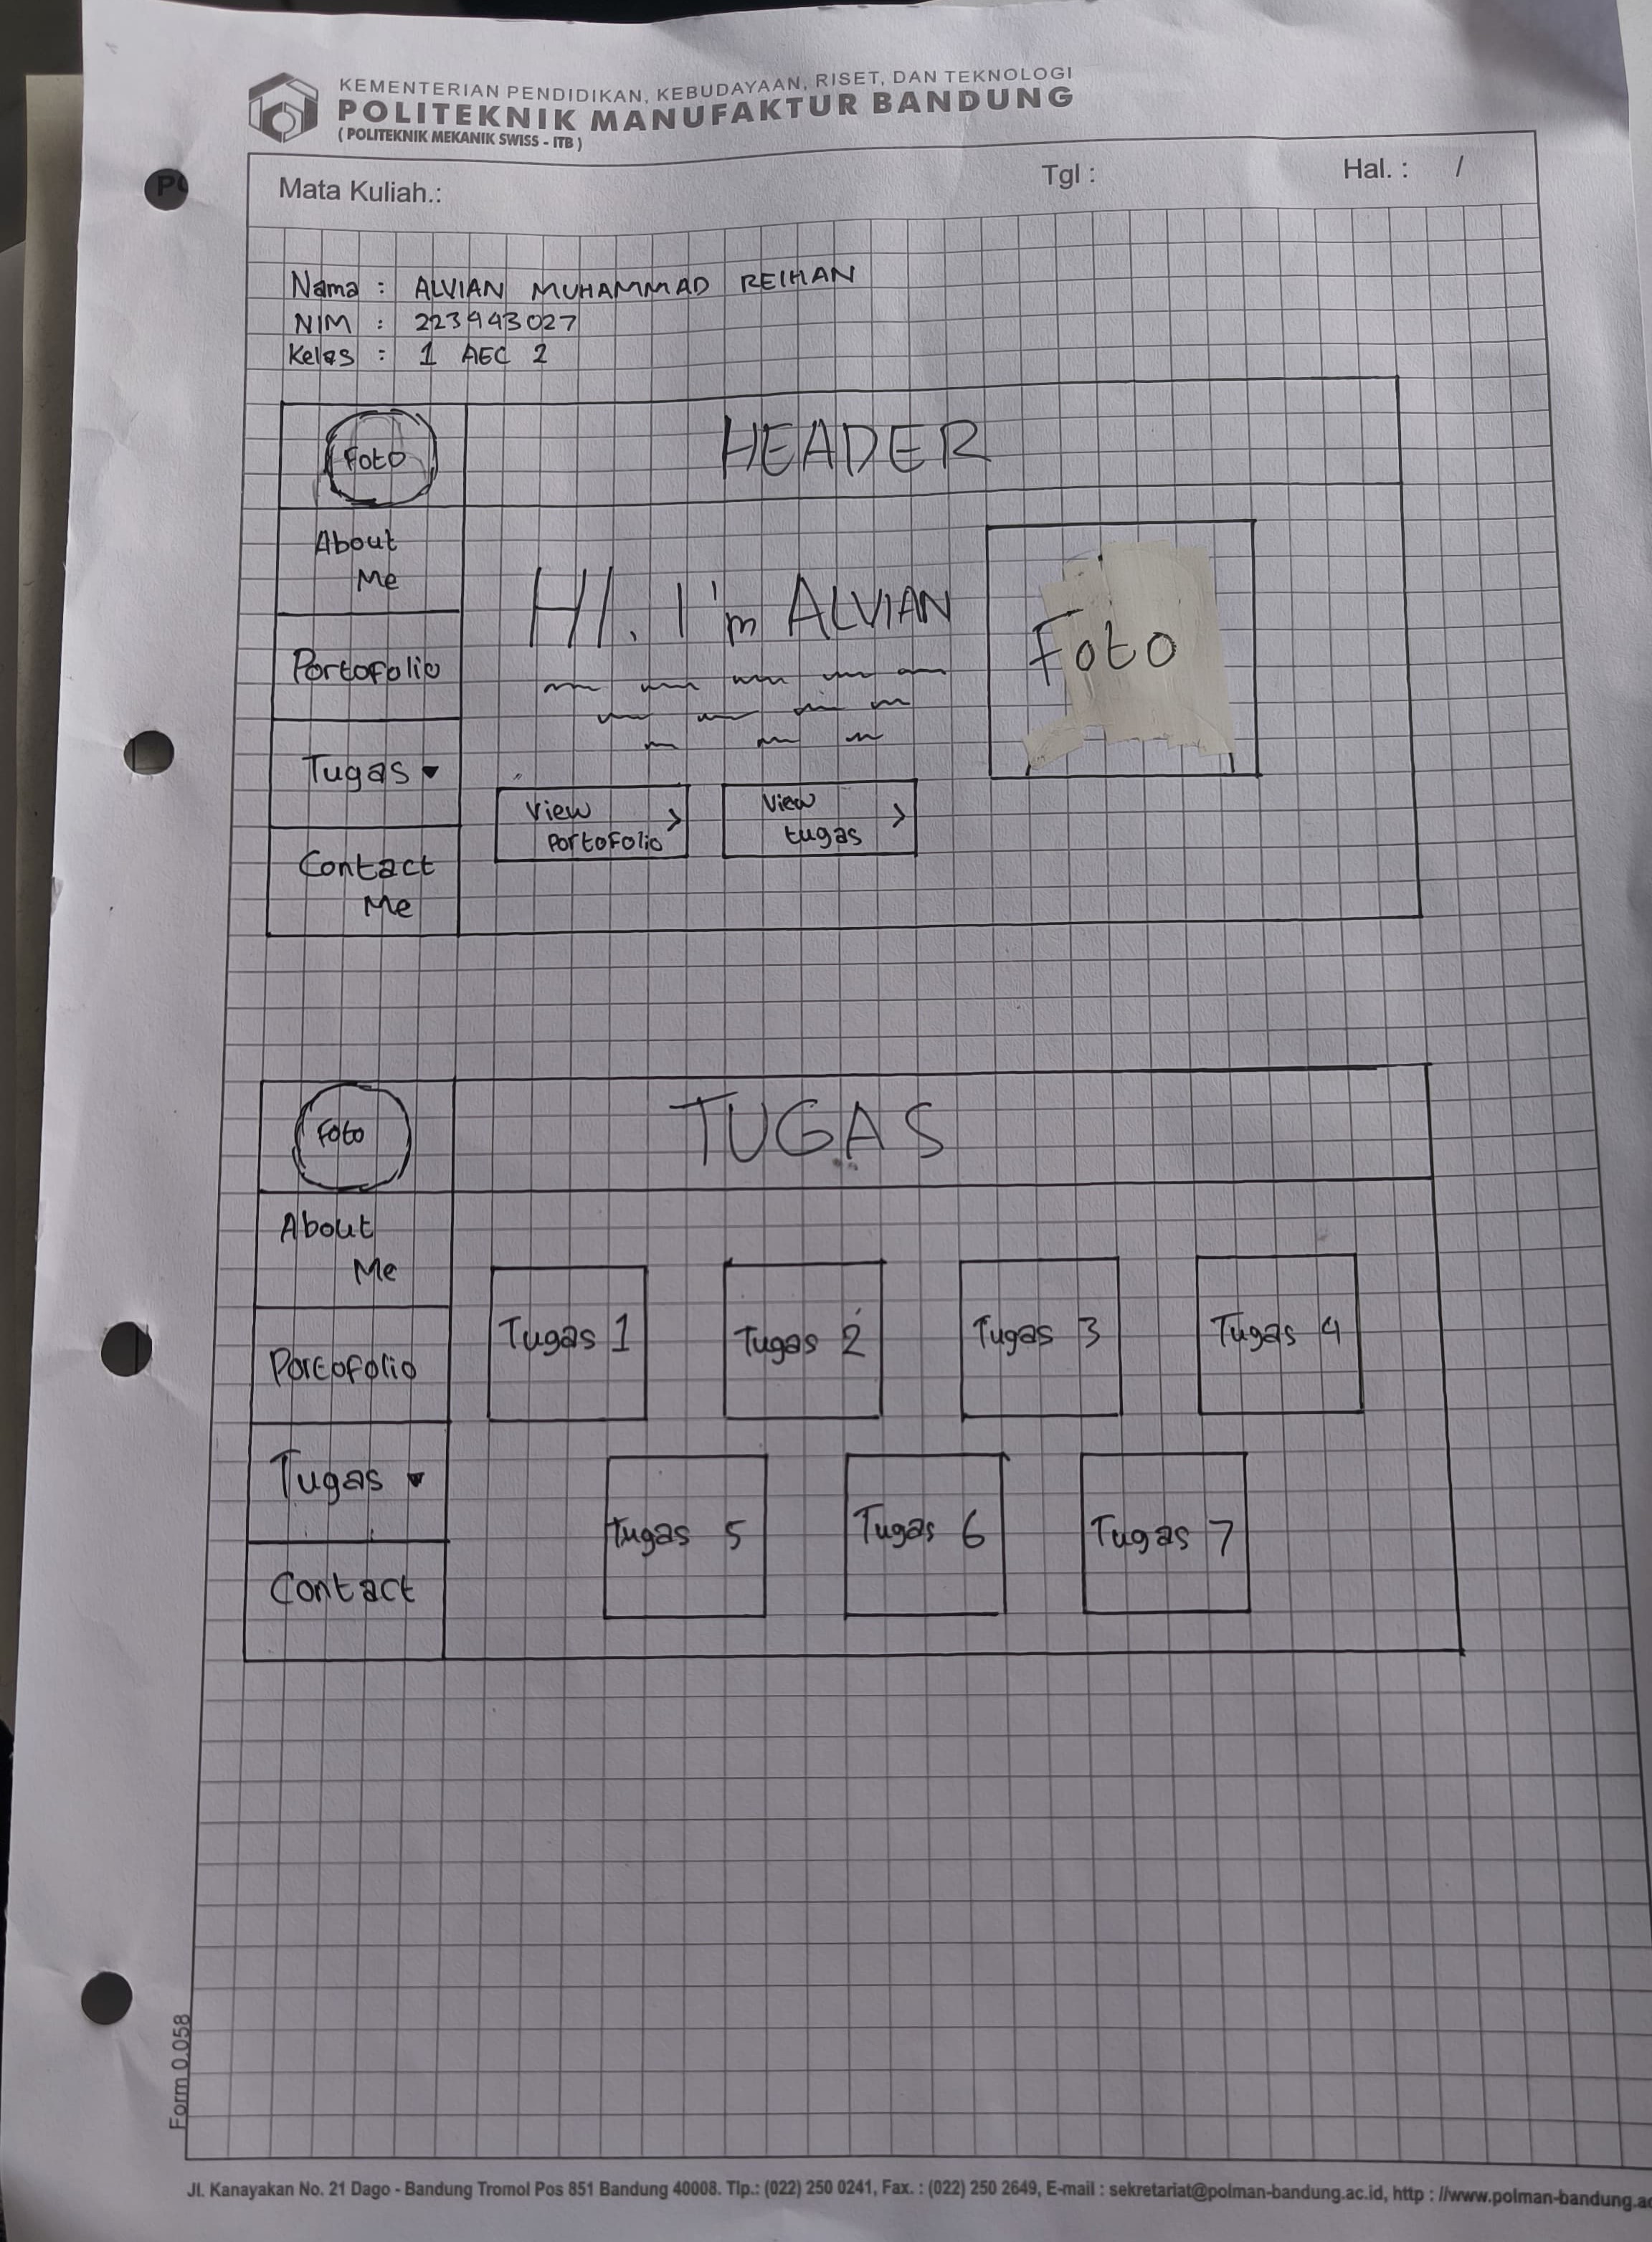 KEMENTERIAN PENDIDIKAN, KEBUDAYAAN, RISET, DAN TEKNOLOGI
POLITEKNIK MANUFAKTUR BANDUNG
( POLITEKNIK MEKANIK SWISS - ITB )
Mata Kuliah.: Tgl : Hal. : /
Nama : ALVIAN MUHAMMAD REIHAN
NIM : 223443027
Kelas : 1 AEC 2
Foto
HEADER
About
Me
Portofolio
Tugas
Contact
Me
HI. I'm ALVIAN
Foto
View
Portofolio >
View
tugas >
Foto
TUGAS
About
Me
Portofolio
Tugas
Contact
Tugas 1
Tugas 2
Tugas 3
Tugas 4
Tugas 5
Tugas 6
Tugas 7
Form 0.058
Jl. Kanayakan No. 21 Dago - Bandung Tromol Pos 851 Bandung 40008. Tlp.: (022) 250 0241, Fax. : (022) 250 2649, E-mail : sekretariat@polman-bandung.ac.id, http : //www.polman-bandung.ac